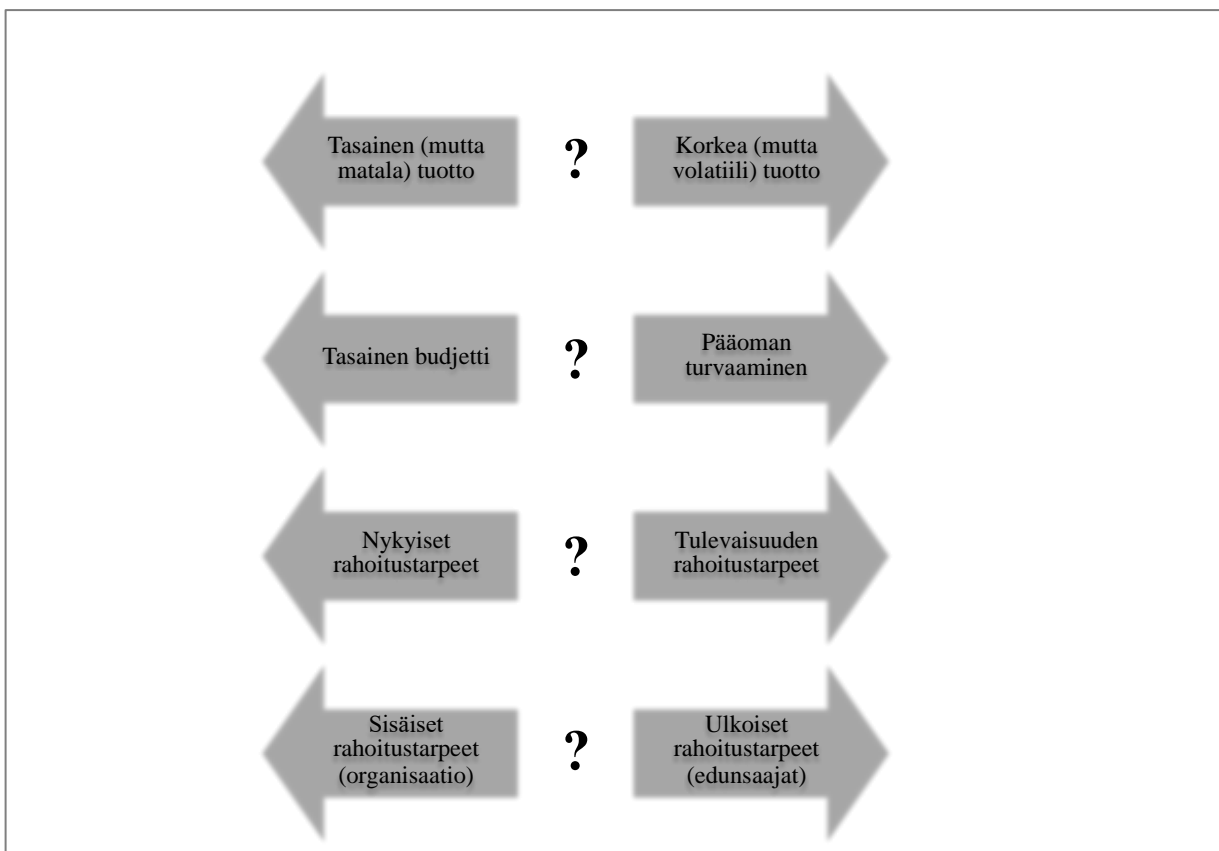 Tasainen (mutta
matala) tuotto
?
Korkea (mutta
volatiili) tuotto
Tasainen budjetti
?
Pääoman
turvaaminen
Nykyiset
rahoitustarpeet
?
Tulevaisuuden
rahoitustarpeet
Sisäiset
rahoitustarpeet
(organisaatio)
?
Ulkoiset
rahoitustarpeet
(edunsaajat)